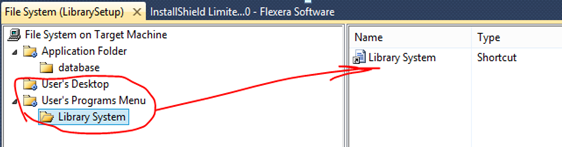 File System (LibrarySetup)
InstallShield Limite...0 - Flexera Software
File System on Target Machine
Application Folder
database
User's Desktop
User's Programs Menu
Library System
Name Type
Library System Shortcut